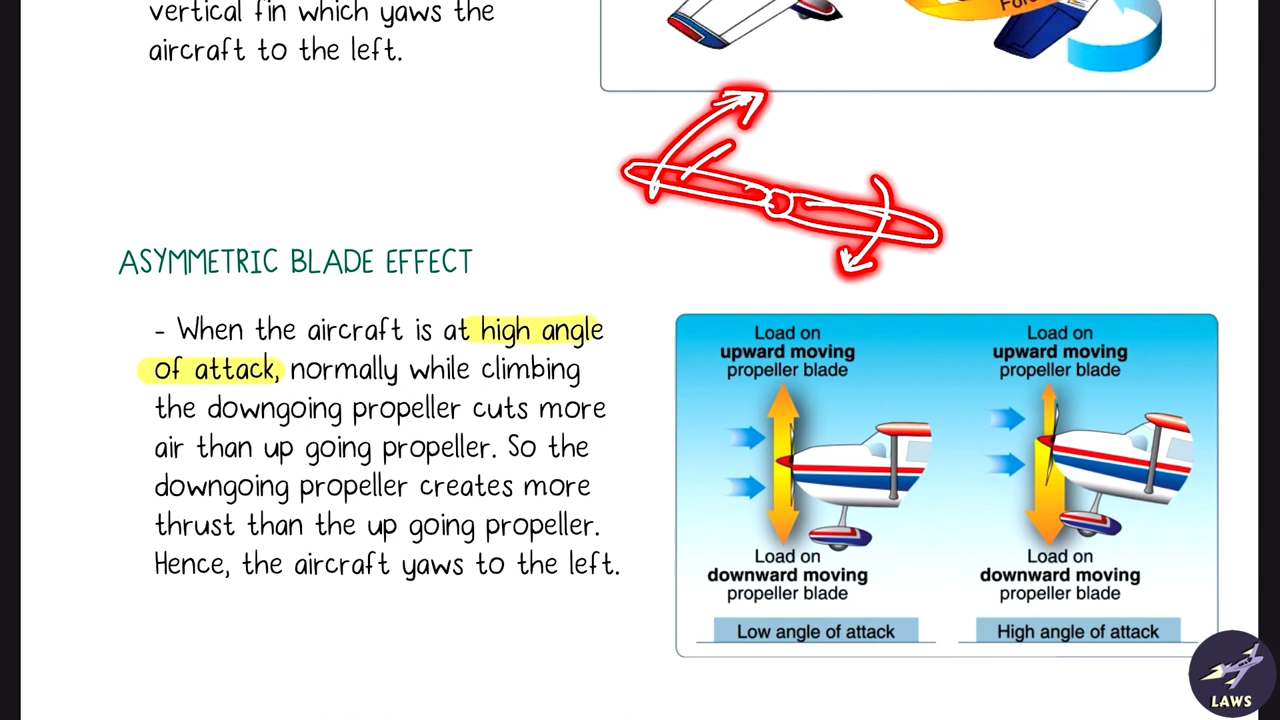 vertical fin which yaws the
aircraft to the left.
ASYMMETRIC BLADE EFFECT
- When the aircraft is at high angle
of attack, normally while climbing
the downgoing propeller cuts more
air than up going propeller. So the
downgoing propeller creates more
thrust than the up going propeller.
Hence, the aircraft yaws to the left.
Load on
upward moving
propeller blade
Load on
downward moving
propeller blade
Low angle of attack
Load on
upward moving
propeller blade
Load on
downward moving
propeller blade
High angle of attack
LAWS